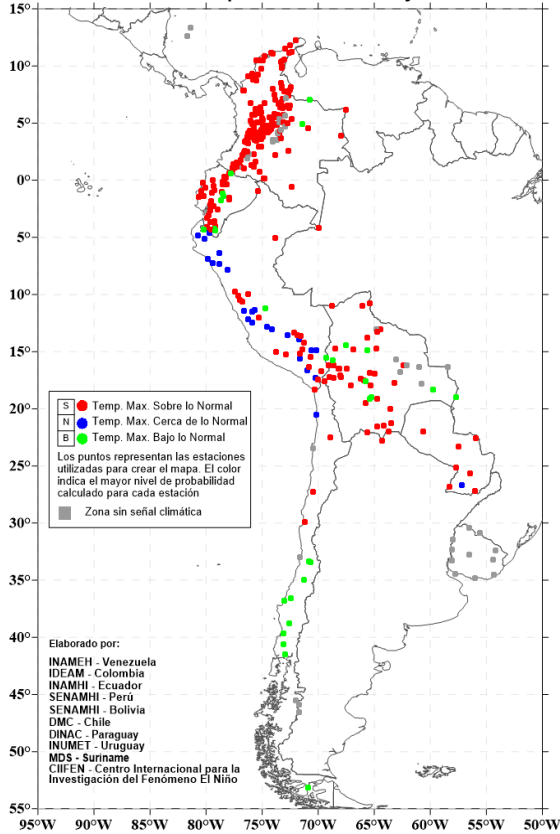 15°
10°
5°
0°
5°
10°
15°
20°
25°
30°
35°
40°
45°
50°
55°
S Temp. Max. Sobre lo Normal
N Temp. Max. Cerca de lo Normal
B Temp. Max. Bajo lo Normal
Los puntos representan las estaciones
utilizadas para crear el mapa. El color
indica el mayor nivel de probabilidad
calculado para cada estación
Zona sin señal climática
Elaborado por:
INAMEH - Venezuela
IDEAM - Colombia
INAMHI - Ecuador
SENAMHI - Perú
SENAMHI - Bolivia
DMC - Chile
DINAC - Paraguay
INUMET - Uruguay
MDS - Suriname
CIIFEN - Centro Internacional para la
Investigación del Fenómeno El Niño
95°W 90°W 85°W 80°W 75°W 70°W 65°W 60°W 55°W 50°W